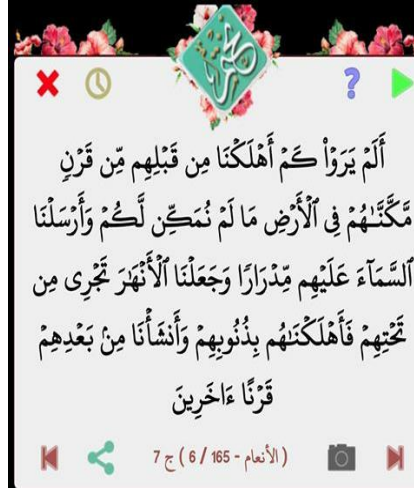 أَلَمْ يَرَوْا۟ كَمْ أَهْلَكْنَا مِن قَبْلِهِم مِّن قَرْنٍ
مَّكَّنَّـٰهُمْ فِى ٱلْأَرْضِ مَا لَمْ نُمَكِّن لَّكُمْ وَأَرْسَلْنَا
ٱلسَّمَآءَ عَلَيْهِم مِّدْرَارًا وَجَعَلْنَا ٱلْأَنْهَـٰرَ تَجْرِى مِن
تَحْتِهِمْ فَأَهْلَكْنَـٰهُم بِذُنُوبِهِمْ وَأَنشَأْنَا مِنۢ بَعْدِهِمْ
قَرْنًا ءَاخَرِينَ
( الأنعام - 165 / 6 ) ج 7